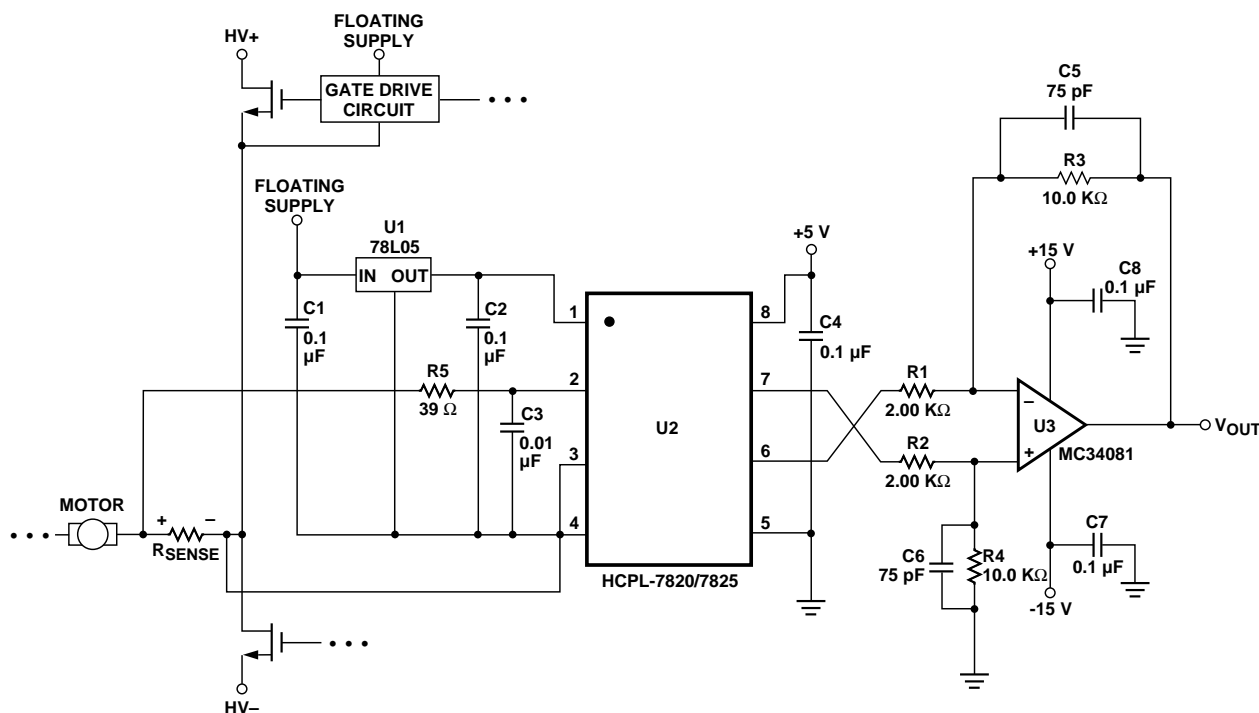 FLOATING
SUPPLY
HV+
GATE DRIVE
CIRCUIT
• • •
C5
75 pF
R3
10.0 KΩ
FLOATING
SUPPLY
U1
78L05
IN OUT
+5 V
+15 V
C8
0.1 µF
C1
0.1
µF
C2
0.1
µF
1
8
C4
0.1 µF
R5
39 Ω
2
7
R1
2.00 KΩ
C3
0.01
µF
U2
–
U3
+
MC34081
VOUT
3
6
R2
2.00 KΩ
MOTOR
+ –
• • •
RSENSE
4
5
HCPL-7820/7825
C6
75 pF
R4
10.0 KΩ
C7
0.1 µF
-15 V
• • •
HV–